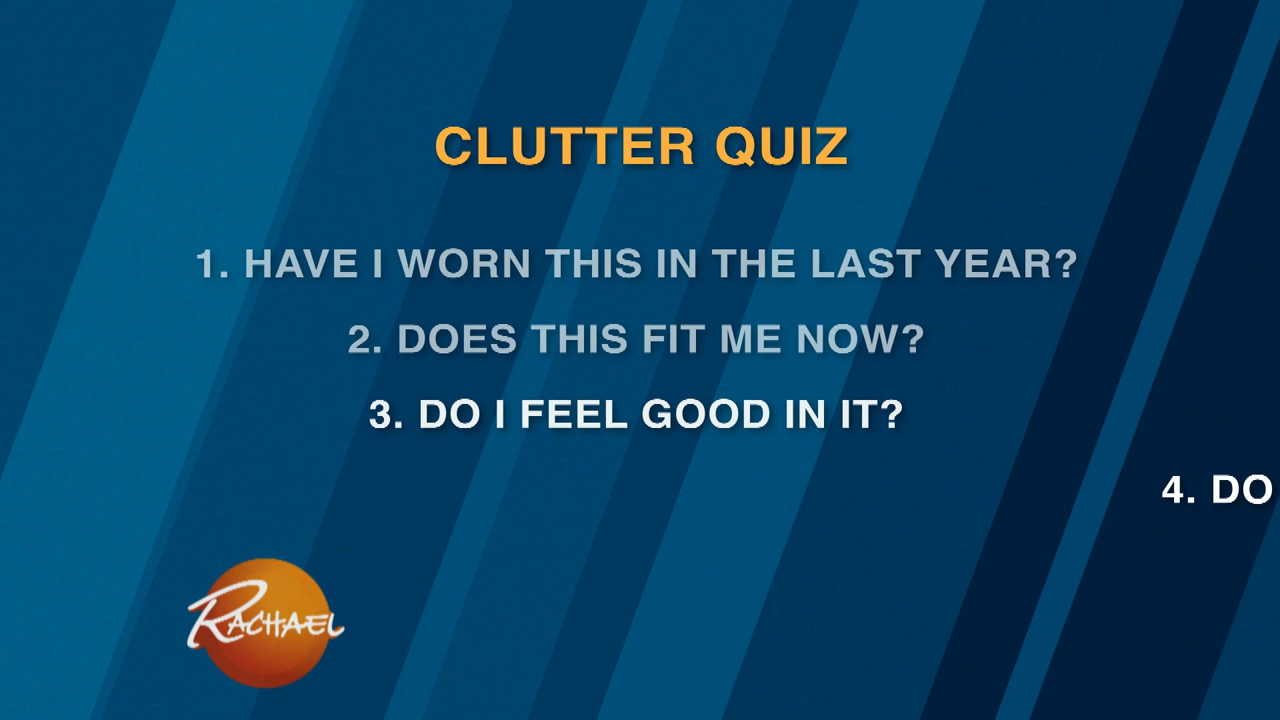 CLUTTER QUIZ
1. HAVE I WORN THIS IN THE LAST YEAR?
2. DOES THIS FIT ME NOW?
3. DO I FEEL GOOD IN IT?
4. DO
RACHAEL